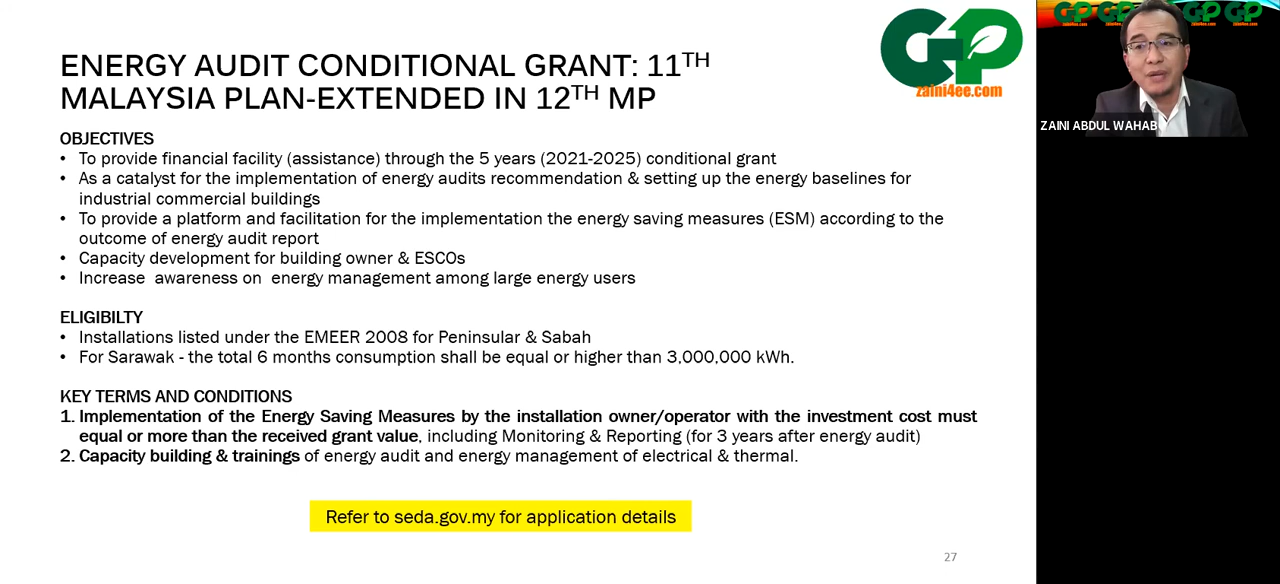 ENERGY AUDIT CONDITIONAL GRANT: 11TH
MALAYSIA PLAN-EXTENDED IN 12TH MP
GP
zaini4ee.com
OBJECTIVES
• To provide financial facility (assistance) through the 5 years (2021-2025) conditional grant
• As a catalyst for the implementation of energy audits recommendation & setting up the energy baselines for
industrial commercial buildings
• To provide a platform and facilitation for the implementation the energy saving measures (ESM) according to the
outcome of energy audit report
• Capacity development for building owner & ESCOs
• Increase awareness on energy management among large energy users
ELIGIBILTY
• Installations listed under the EMEER 2008 for Peninsular & Sabah
• For Sarawak - the total 6 months consumption shall be equal or higher than 3,000,000 kWh.
KEY TERMS AND CONDITIONS
1. Implementation of the Energy Saving Measures by the installation owner/operator with the investment cost must
equal or more than the received grant value, including Monitoring & Reporting (for 3 years after energy audit)
2. Capacity building & trainings of energy audit and energy management of electrical & thermal.
Refer to seda.gov.my for application details
27
GP GP GP GP
ZAINI ABDUL WAHAB